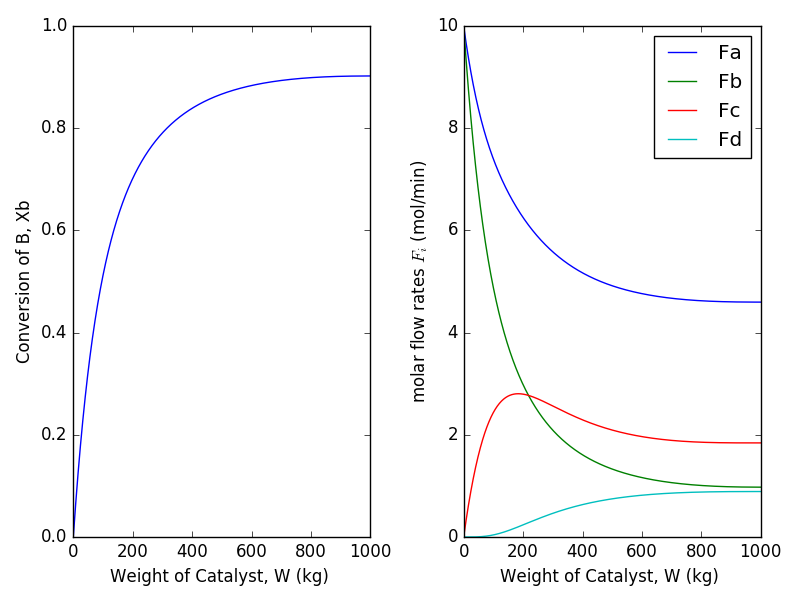 1.0
0.8
0.6
0.4
0.2
0.0
0 200 400 600 800 1000
Conversion of B, Xb
Weight of Catalyst, W (kg)
10
8
6
4
2
0
0 200 400 600 800 1000
molar flow rates F_i (mol/min)
Weight of Catalyst, W (kg)
Fa
Fb
Fc
Fd